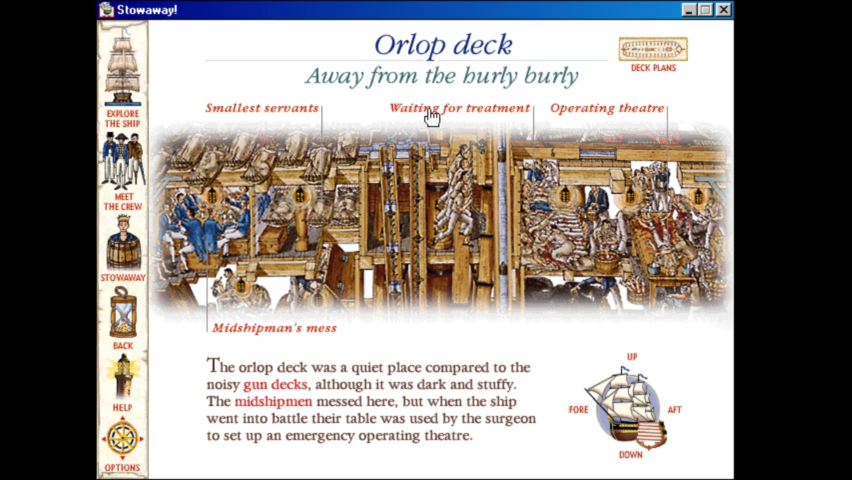 Stowaway!
Orlop deck
Away from the hurly burly
DECK PLANS
Smallest servants
Waiting for treatment
Operating theatre
EXPLORE
THE SHIP
MEET
THE CREW
STOWAWAY
BACK
HELP
OPTIONS
Midshipman's mess
The orlop deck was a quiet place compared to the
noisy gun decks, although it was dark and stuffy.
The midshipmen messed here, but when the ship
went into battle their table was used by the surgeon
to set up an emergency operating theatre.
UP
FORE
AFT
DOWN